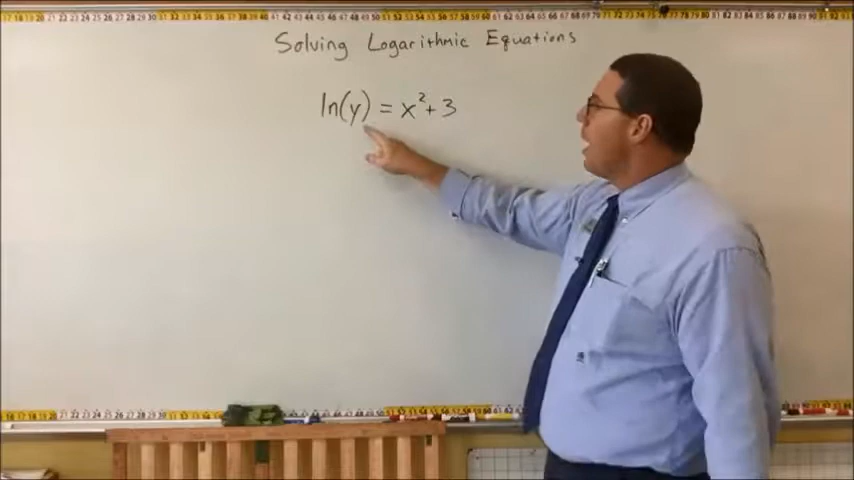 Solving Logarithmic Equations
ln(y) = x² + 3